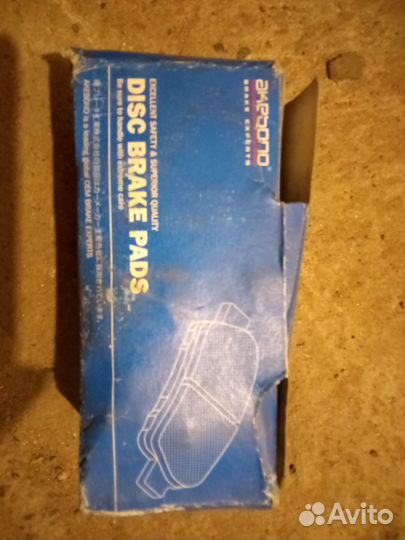 akebono
BRAKE EXPERTS
EXCELLENT SAFETY & SUPERIOR QUALITY
DISC BRAKE PADS
Be sure to handle with extreme care
AKEBONO is a leading global OEM BRAKE EXPERTS.
Avito